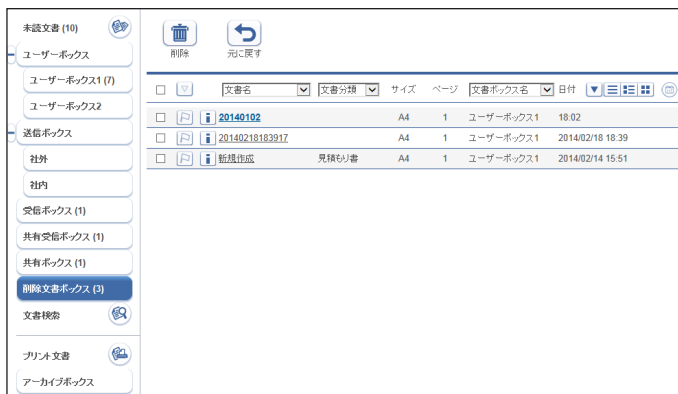 未読文書 (10)
ユーザーボックス
ユーザーボックス1 (7)
ユーザーボックス2
送信ボックス
社外
社内
受信ボックス (1)
共有受信ボックス (1)
共有ボックス (1)
削除文書ボックス (3)
文書検索
プリント文書
アーカイブボックス
削除 元に戻す
文書名 文書分類 サイズ ページ 文書ボックス名 日付
20140102 A4 1 ユーザーボックス1 18:02
20140218183917 A4 1 ユーザーボックス1 2014/02/18 18:39
新規作成 見積もり書 A4 1 ユーザーボックス1 2014/02/14 15:51